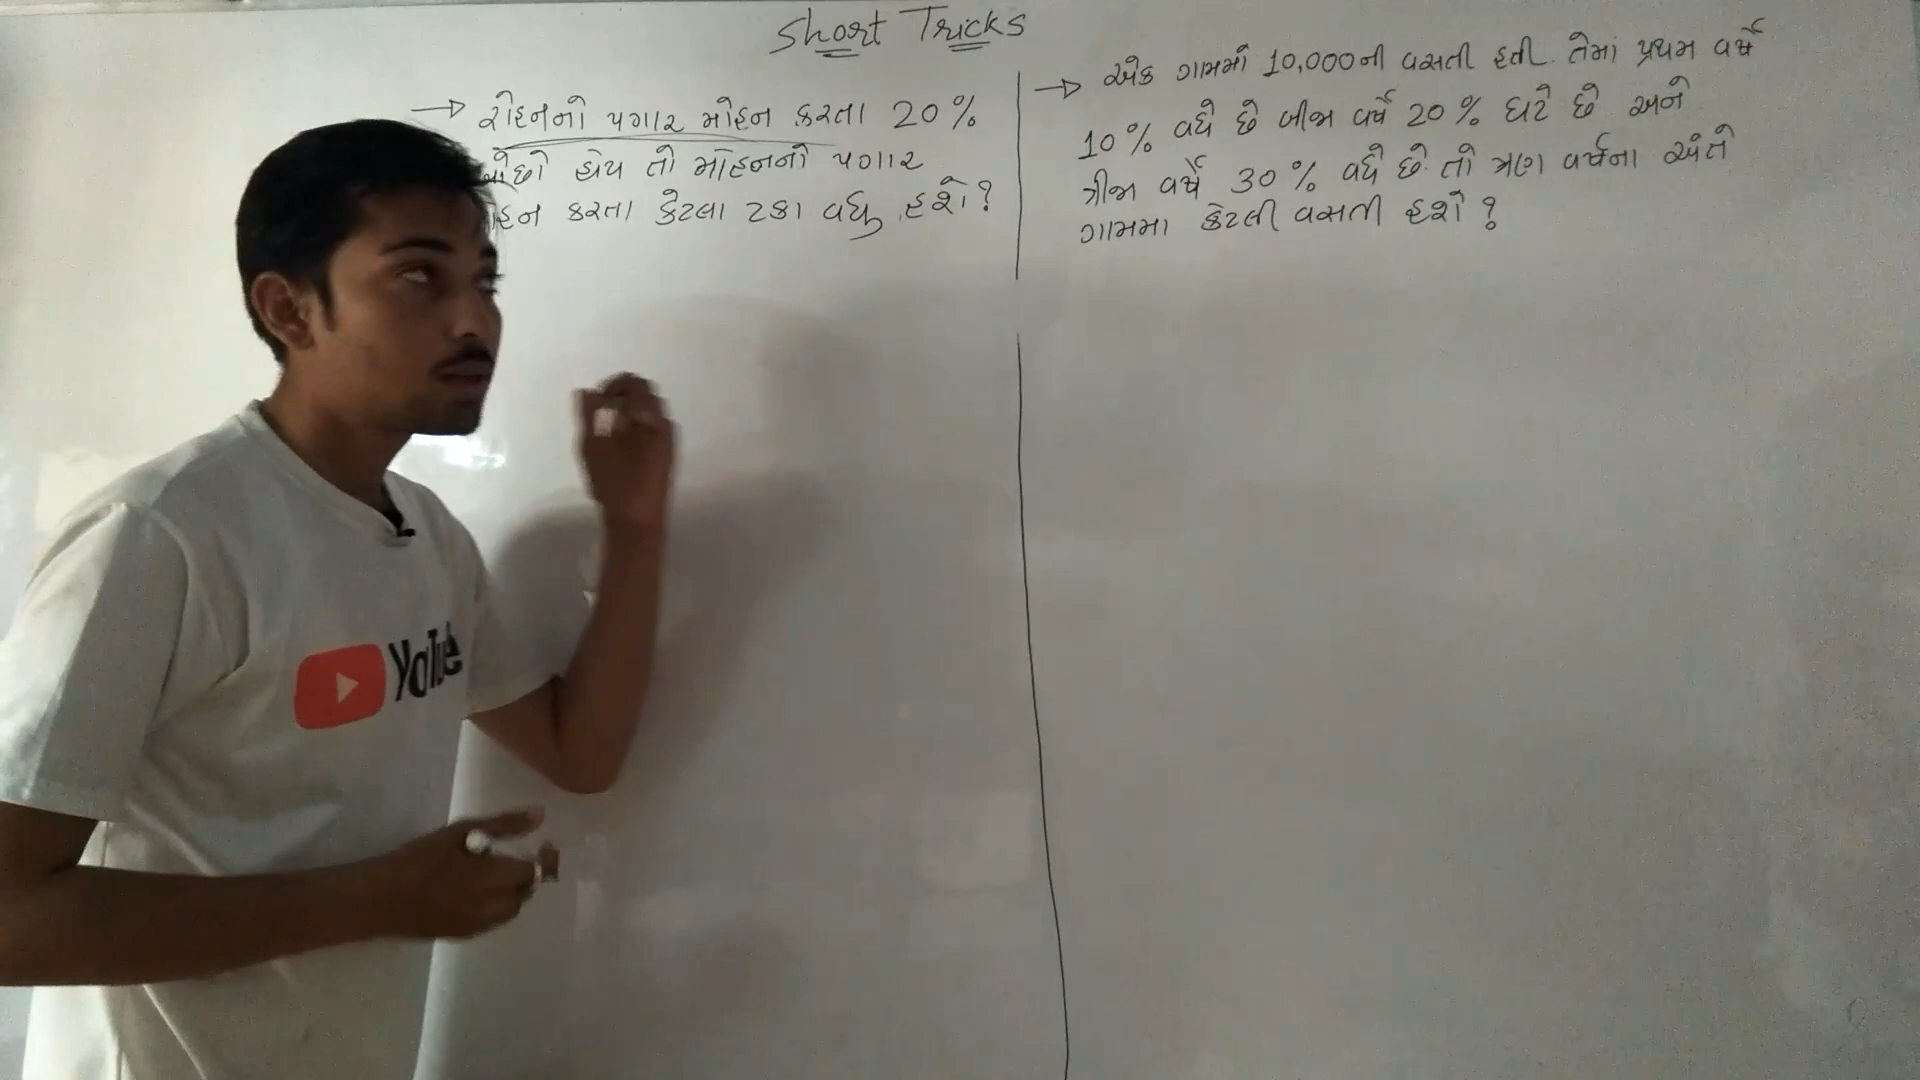 Short Tricks
→ રોહનનો પગાર મોહન કરતા 20%
ઓછો હોય તો મોહનનો પગાર
હન કરતા કેટલા ટકા વધુ હશે?
→ એક ગામમાં 10,000ની વસતી હતી. તેમાં પ્રથમ વર્ષે
10% વધે છે બીજા વર્ષે 20% ઘટે છે અને
ત્રીજા વર્ષે 30% વધે છે. તો ત્રણ વર્ષના અંતે
ગામમા કેટલી વસતી હશે?
YouTube